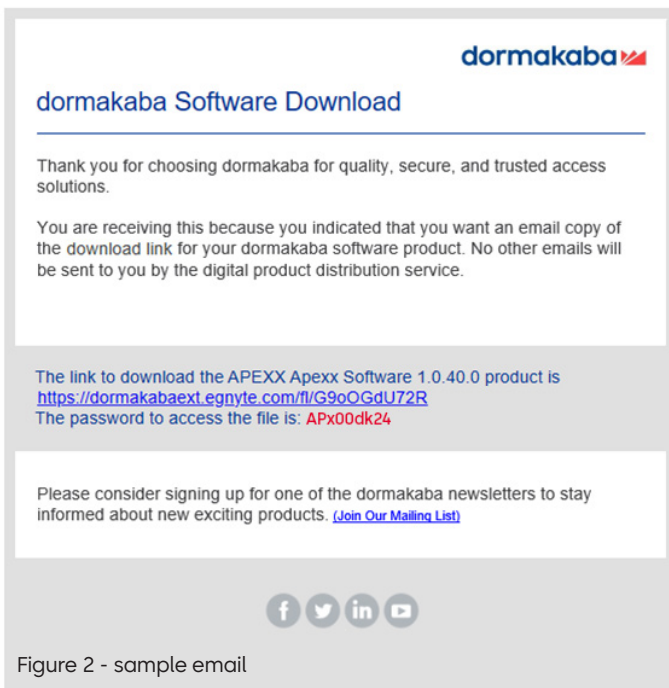 dormakaba
dormakaba Software Download
Thank you for choosing dormakaba for quality, secure, and trusted access
solutions.
You are receiving this because you indicated that you want an email copy of
the download link for your dormakaba software product. No other emails will
be sent to you by the digital product distribution service.
The link to download the APEXX Apexx Software 1.0.40.0 product is
https://dormakabaext.egnyte.com/fl/G9oOGdU72R
The password to access the file is: APx00dk24
Please consider signing up for one of the dormakaba newsletters to stay
informed about new exciting products. (Join Our Mailing List)
f in
Figure 2 - sample email